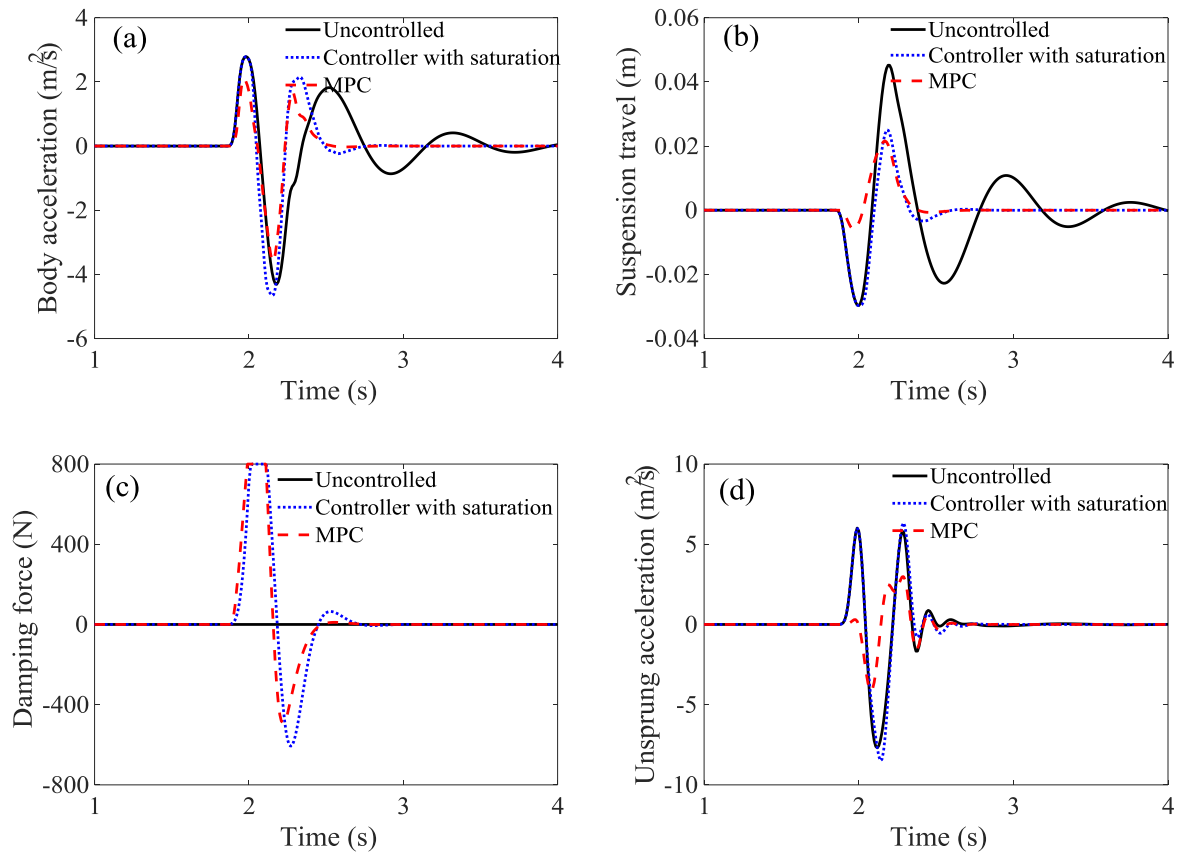 (a)
Uncontrolled
Controller with saturation
MPC
Body acceleration (m²/s)
4
2
0
-2
-4
-6
1 2 3 4
Time (s)
(b)
Uncontrolled
Controller with saturation
MPC
Suspension travel (m)
0.06
0.04
0.02
0
-0.02
-0.04
1 2 3 4
Time (s)
(c)
Uncontrolled
Controller with saturation
MPC
Damping force (N)
800
400
0
-400
-800
1 2 3 4
Time (s)
(d)
Uncontrolled
Controller with saturation
MPC
Unsprung acceleration (m²/s)
10
5
0
-5
-10
1 2 3 4
Time (s)